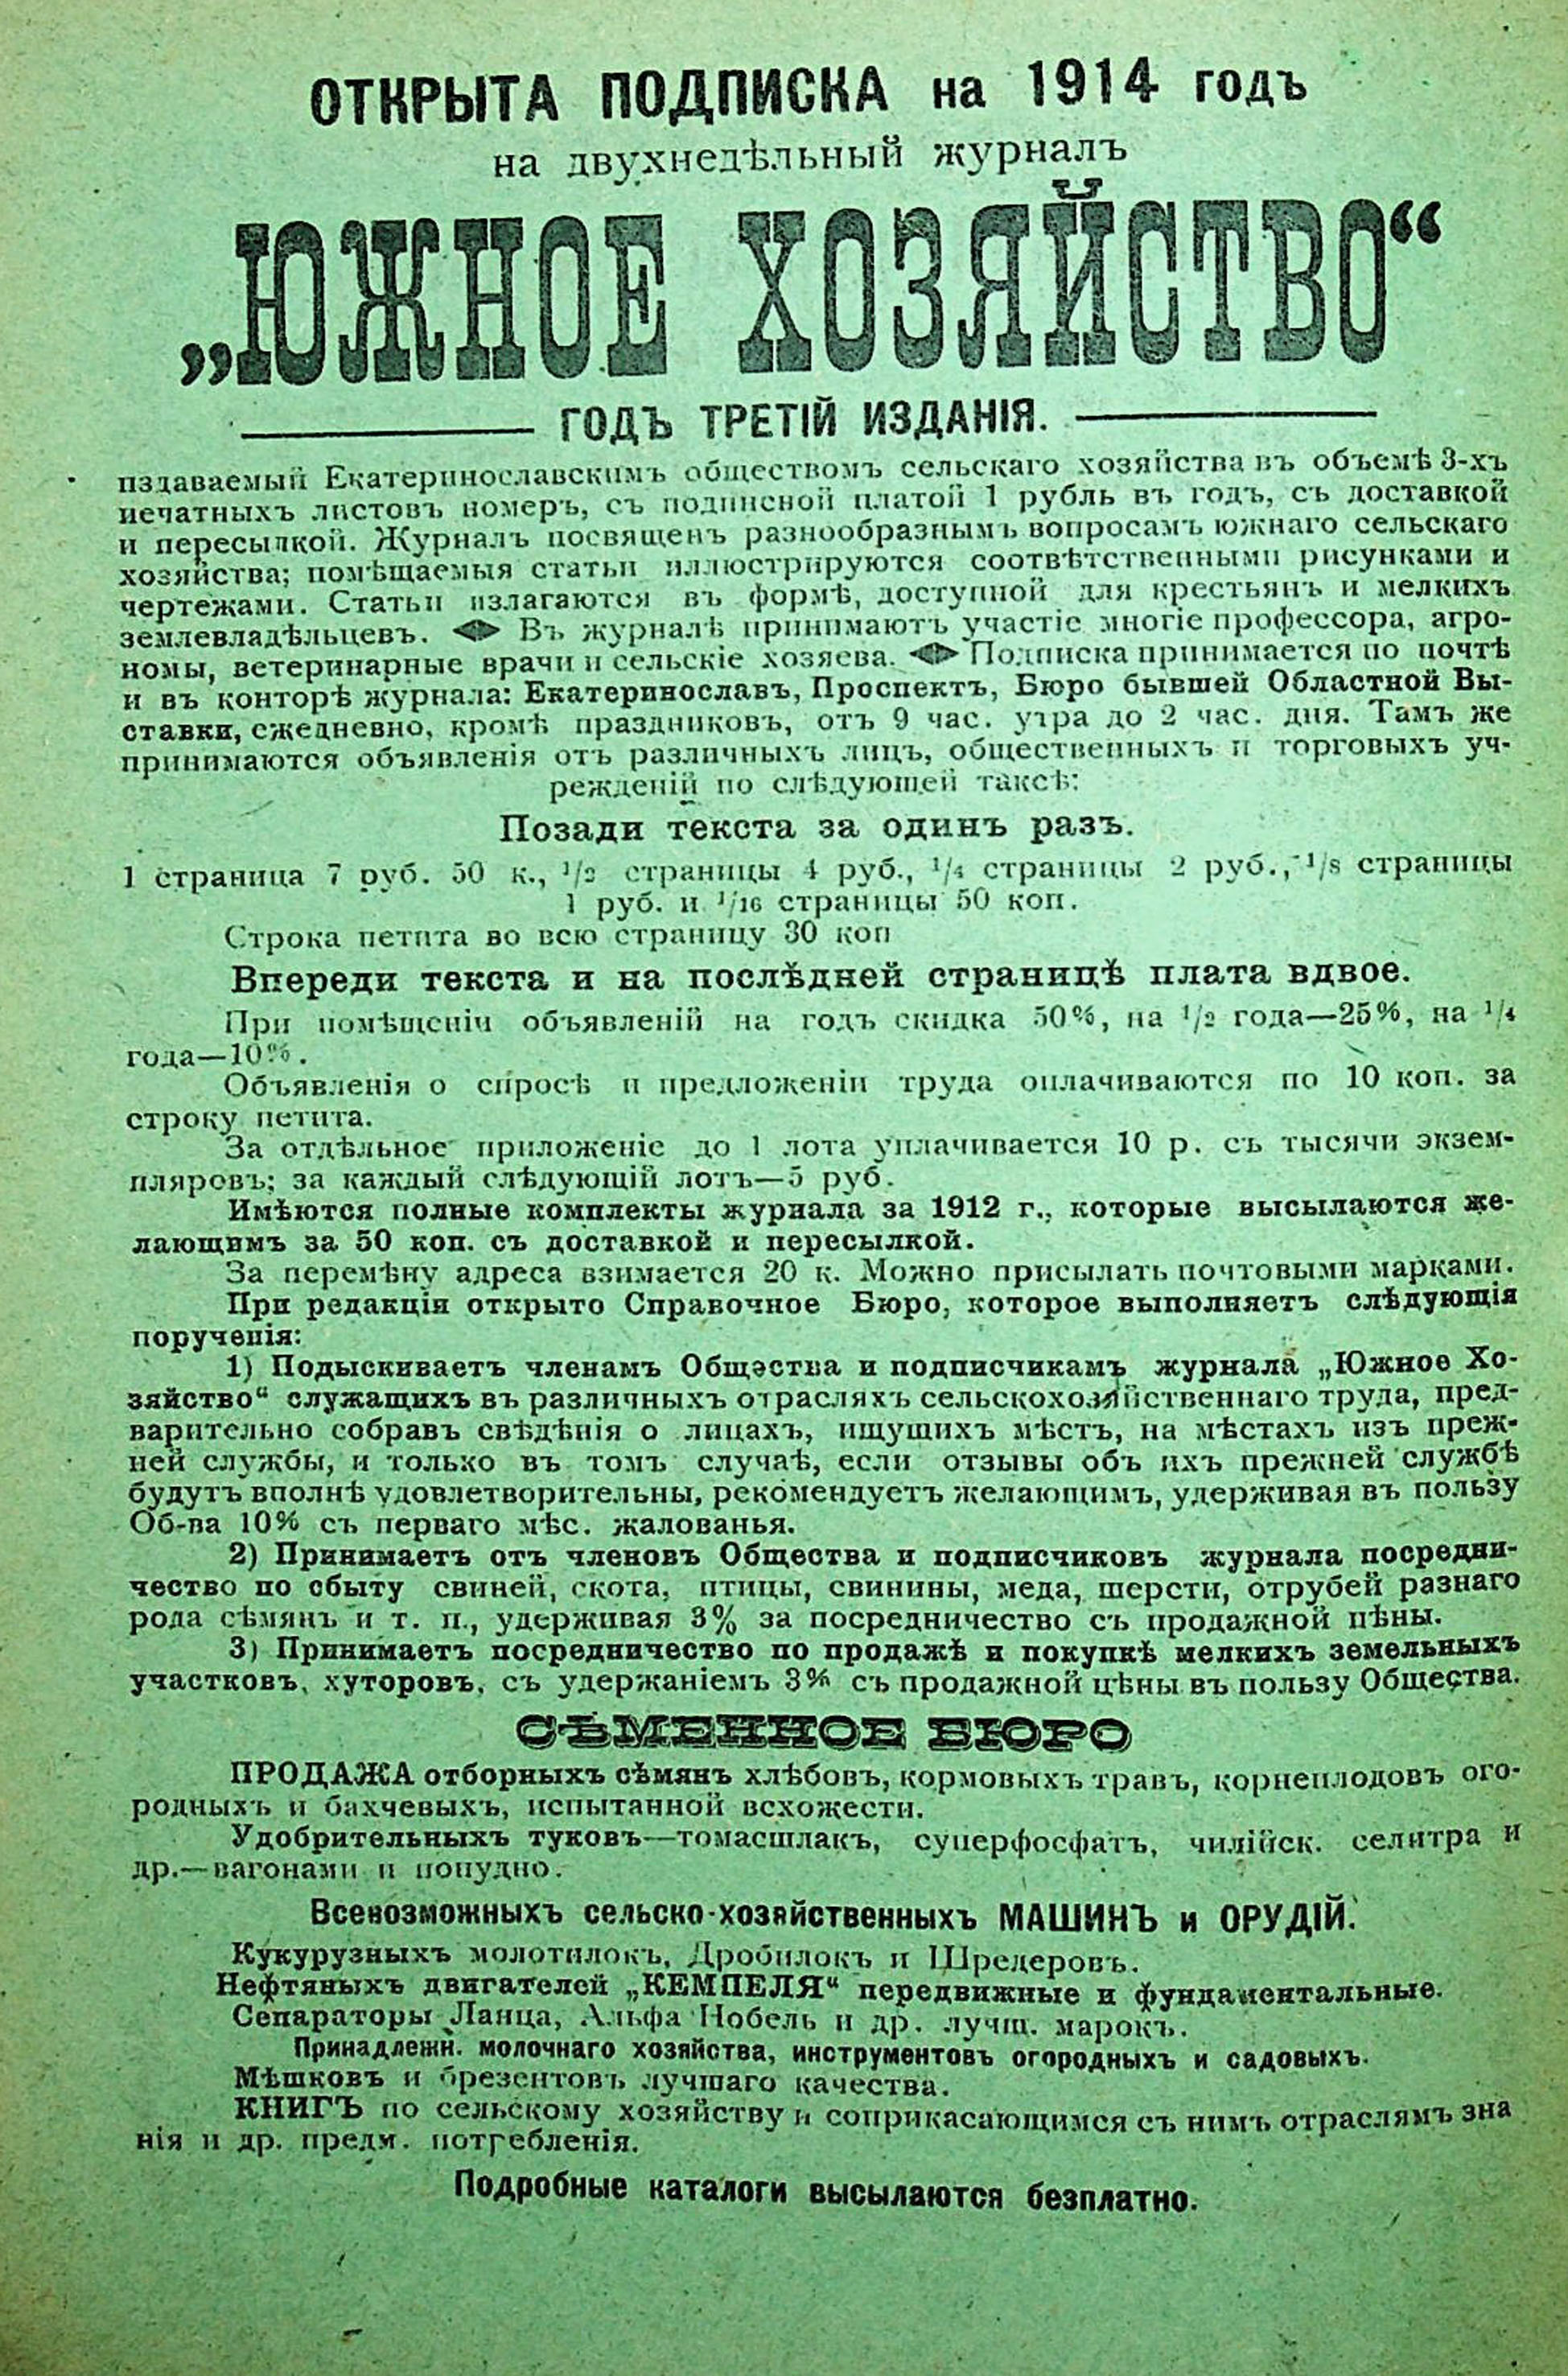 ОТКРЫТА ПОДПИСКА на 1914 годъ
на двухнедѣльный журналъ
„ЮЖНОЕ ХОЗЯЙСТВО“
ГОДЪ ТРЕТІЙ ИЗДАНІЯ.
издаваемый Екатеринославскимъ обществомъ сельскаго хозяйства въ объемѣ 3-хъ
печатныхъ листовъ номеръ, съ подписной платой 1 рубль въ годъ, съ доставкой
и пересылкой. Журналъ посвященъ разнообразнымъ вопросамъ южнаго сельскаго
хозяйства; помѣщаемыя статьи иллюстрируются соотвѣтственными рисунками и
чертежами. Статьи излагаются въ формѣ, доступной для крестьянъ и мелкихъ
землевладѣльцевъ. Въ журналѣ принимаютъ участіе многіе профессора, агро-
номы, ветеринарные врачи и сельскіе хозяева. Подписка принимается по почтѣ
и въ конторѣ журнала: Екатеринославъ, Проспектъ, Бюро бывшей Областной Вы-
ставки, ежедневно, кромѣ праздниковъ, отъ 9 час. утра до 2 час. дня. Тамъ же
принимаются объявленія отъ различныхъ лицъ, общественныхъ и торговыхъ уч-
режденій по слѣдующей таксѣ:
Позади текста за одинъ разъ.
1 страница 7 руб. 50 к., 1/2 страницы 4 руб., 1/4 страницы 2 руб., 1/8 страницы
1 руб. и 1/16 страницы 50 коп.
Строка петита во всю страницу 30 коп
Впереди текста и на послѣдней страницѣ плата вдвое.
При помѣщеніи объявленій на годъ скидка 50%, на 1/2 года—25%, на 1/4
года—10%.
Объявленія о спросѣ и предложеніи труда оплачиваются по 10 коп. за
строку петита.
За отдѣльное приложеніе до 1 лота уплачивается 10 р. съ тысячи экзем-
пляровъ; за каждый слѣдующій лотъ—5 руб.
Имѣются полные комплекты журнала за 1912 г., которые высылаются же-
лающимъ за 50 коп. съ доставкой и пересылкой.
За перемѣну адреса взимается 20 к. Можно присылать почтовыми марками.
При редакціи открыто Справочное Бюро, которое выполняетъ слѣдующія
порученія:
1) Подыскиваетъ членамъ Общества и подписчикамъ журнала „Южное Хо-
зяйство“ служащихъ въ различныхъ отрасляхъ сельскохозяйственнаго труда, пред-
варительно собравъ свѣдѣнія о лицахъ, ищущихъ мѣстъ, на мѣстахъ изъ преж-
ней службы, и только въ томъ случаѣ, если отзывы объ ихъ прежней службѣ
будутъ вполнѣ удовлетворительны, рекомендуетъ желающимъ, удерживая въ пользу
Об-ва 10% съ перваго мѣс. жалованья.
2) Принимаетъ отъ членовъ Общества и подписчиковъ журнала посредни-
чество по сбыту свиней, скота, птицы, свинины, меда, шерсти, отрубей разнаго
рода сѣмянъ и т. п., удерживая 3% за посредничество съ продажной цѣны.
3) Принимаетъ посредничество по продажѣ и покупкѣ мелкихъ земельныхъ
участковъ, хуторовъ, съ удержаніемъ 3% съ продажной цѣны въ пользу Общества.
СѢМЕННОЕ БЮРО
ПРОДАЖА отборныхъ сѣмянъ хлѣбовъ, кормовыхъ травъ, корнеплодовъ ого-
родныхъ и бахчевыхъ, испытанной всхожести.
Удобрительныхъ туковъ—томасшлакъ, суперфосфатъ, чилійск. селитра и
др.—вагонами и попудно.
Всевозможныхъ сельско-хозяйственныхъ МАШИНЪ и ОРУДІЙ.
Кукурузныхъ молотилокъ, Дробилокъ и Шредеровъ.
Нефтяныхъ двигателей „КЕМПЕЛЯ“ передвижные и фундаментальные.
Сепараторы Ланца, Альфа Нобель и др. лучш. марокъ.
Принадлежн. молочнаго хозяйства, инструментовъ огородныхъ и садовыхъ.
Мѣшковъ и брезентовъ лучшаго качества.
КНИГЪ по сельскому хозяйству и соприкасающимся съ нимъ отраслямъ зна
нія и др. предм. потребленія.
Подробные каталоги высылаются безплатно.